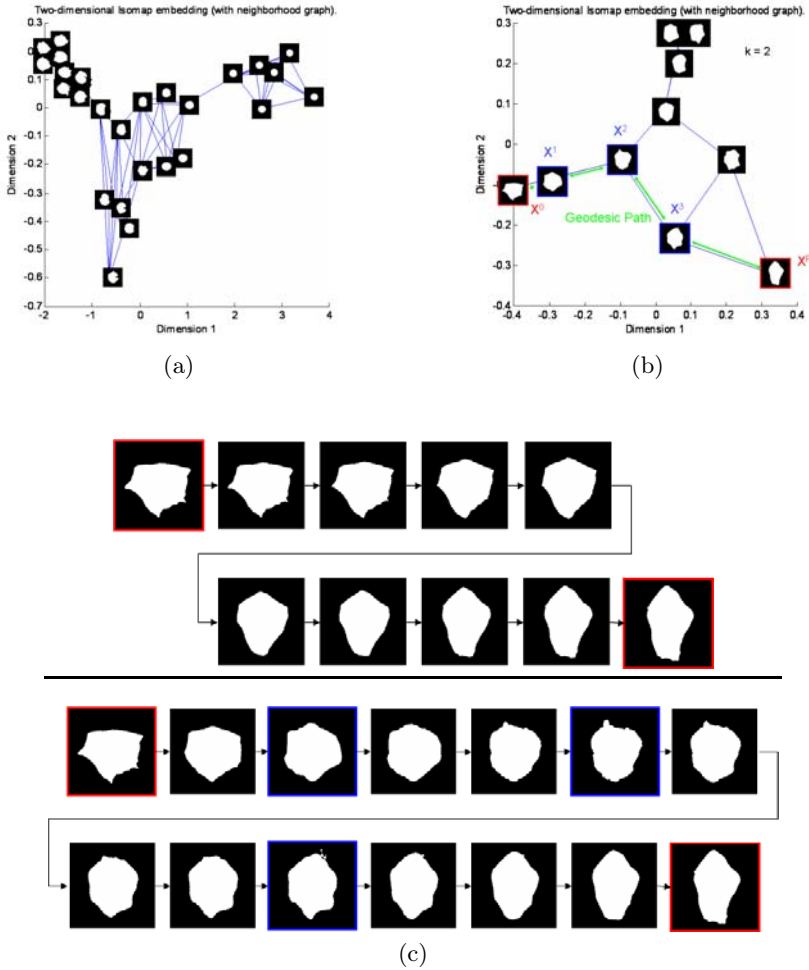 Two-dimensional Isomap embedding (with neighborhood graph).
0.3
0.2
0.1
0
-0.1
-0.2
-0.3
-0.4
-0.5
-0.6
-0.7
Dimension 2
-2 -1 0 1 2 3 4
Dimension 1
(a)
Two-dimensional Isomap embedding (with neighborhood graph).
0.3
0.2
0.1
0
-0.1
-0.2
-0.3
-0.4
Dimension 2
k = 2
X¹
X²
X⁰
X³
Geodesic Path
-0.4 -0.3 -0.2 -0.1 0 0.1 0.2 0.3 0.4
Dimension 1
(b)
(c)